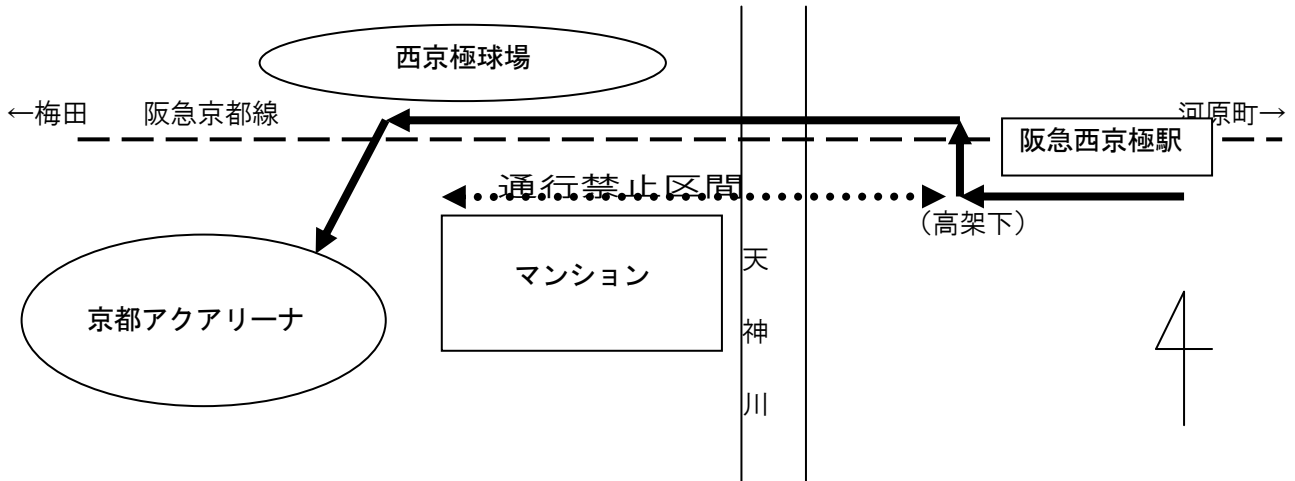 西京極球場
←梅田 阪急京都線
河原町→
阪急西京極駅
通行禁止区間
（高架下）
マンション
天神川
京都アクアリーナ